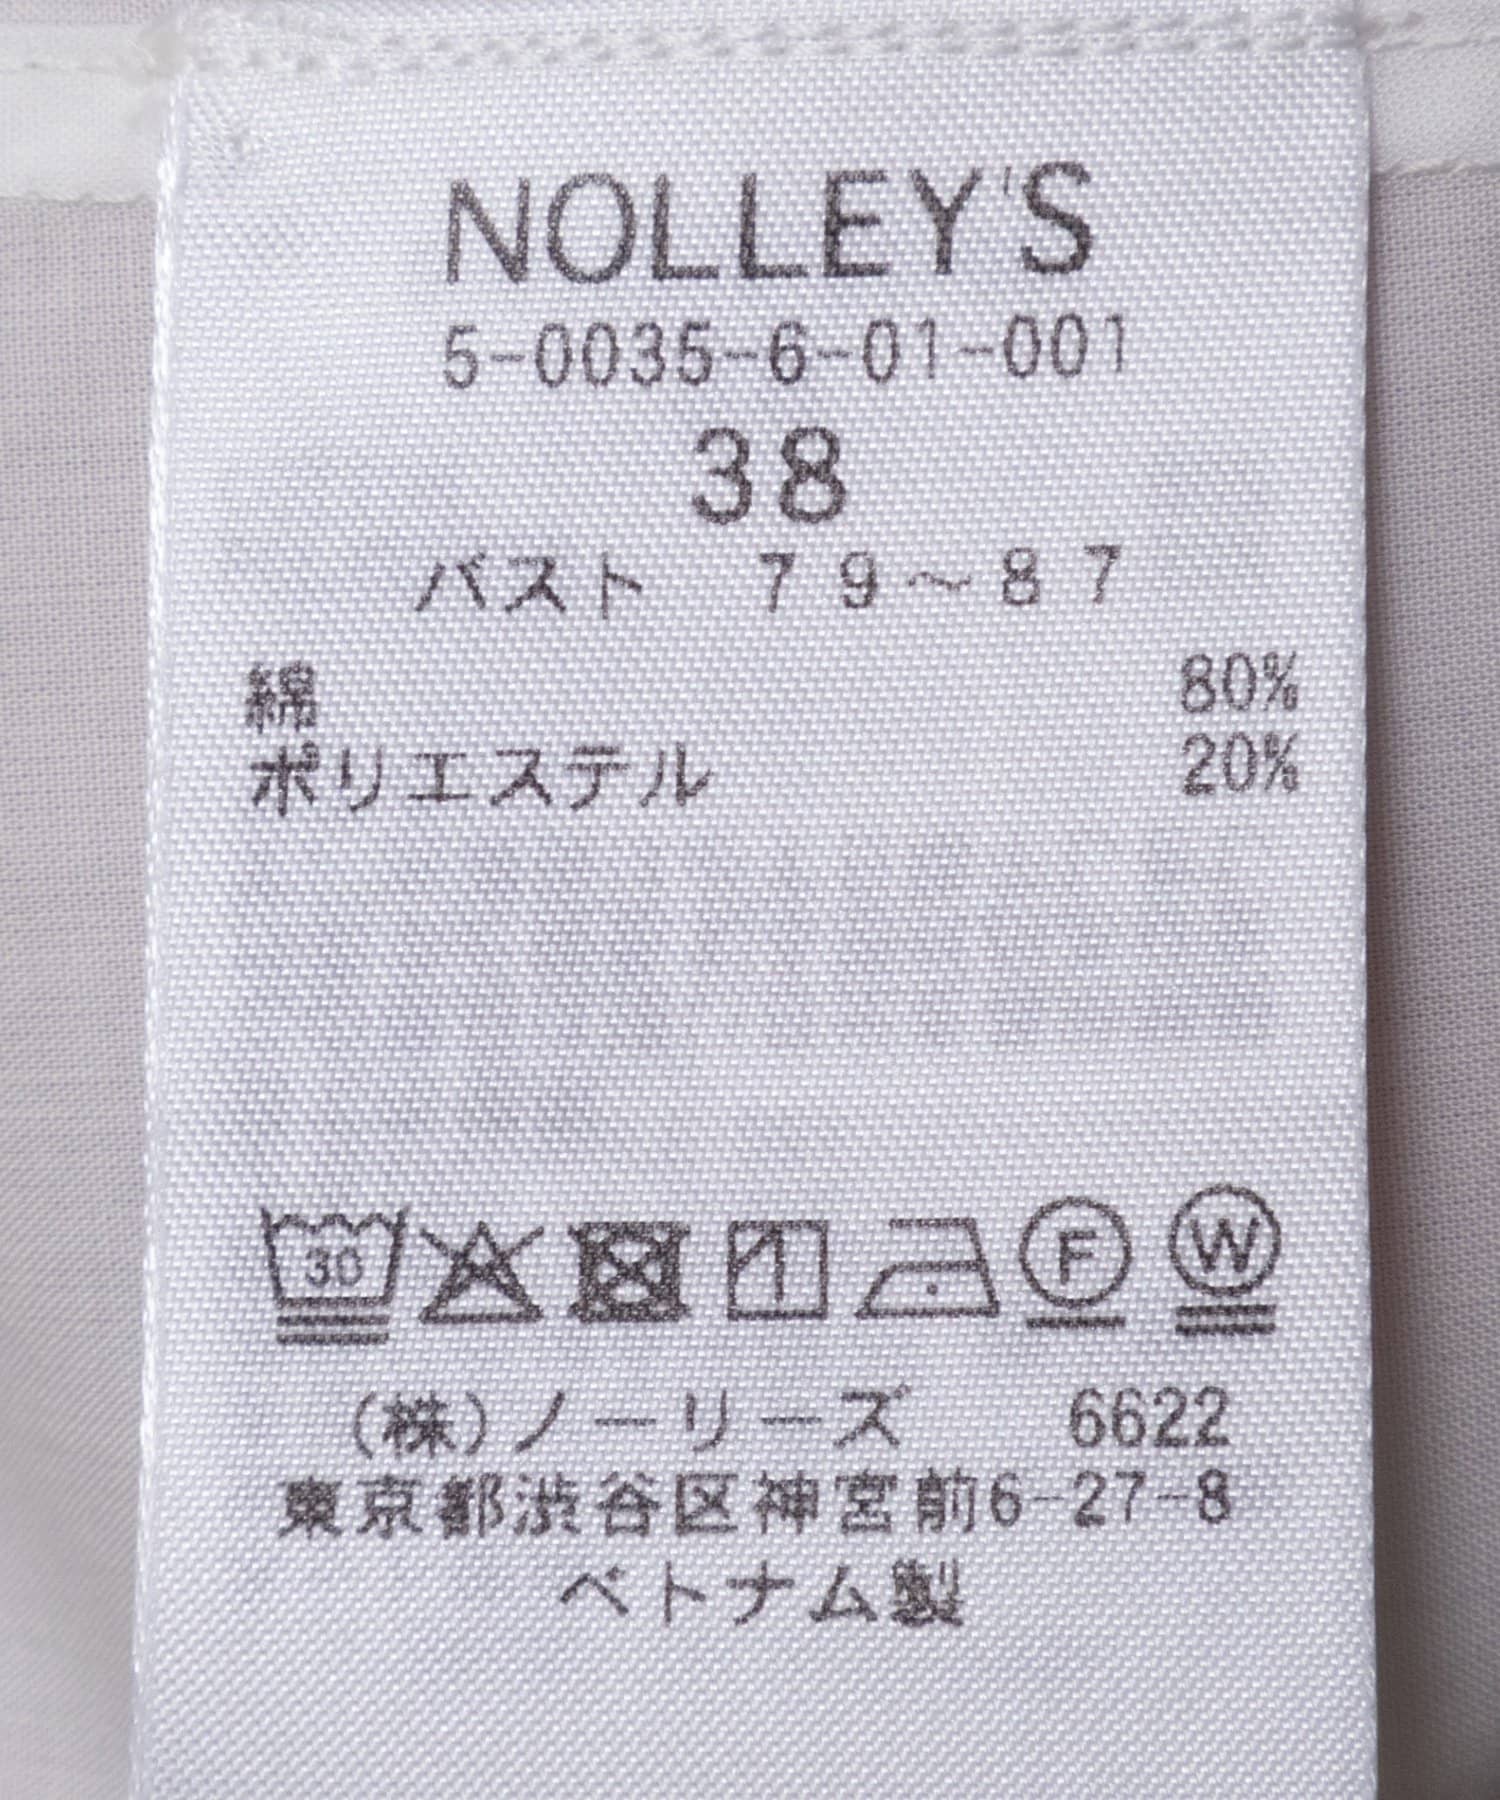 NOLLEY'S
5-0035-6-01-001
38
バスト 79～87
綿 80%
ポリエステル 20%
30 F W
(株)ノーリーズ 6622
東京都渋谷区神宮前6-27-8
ベトナム製